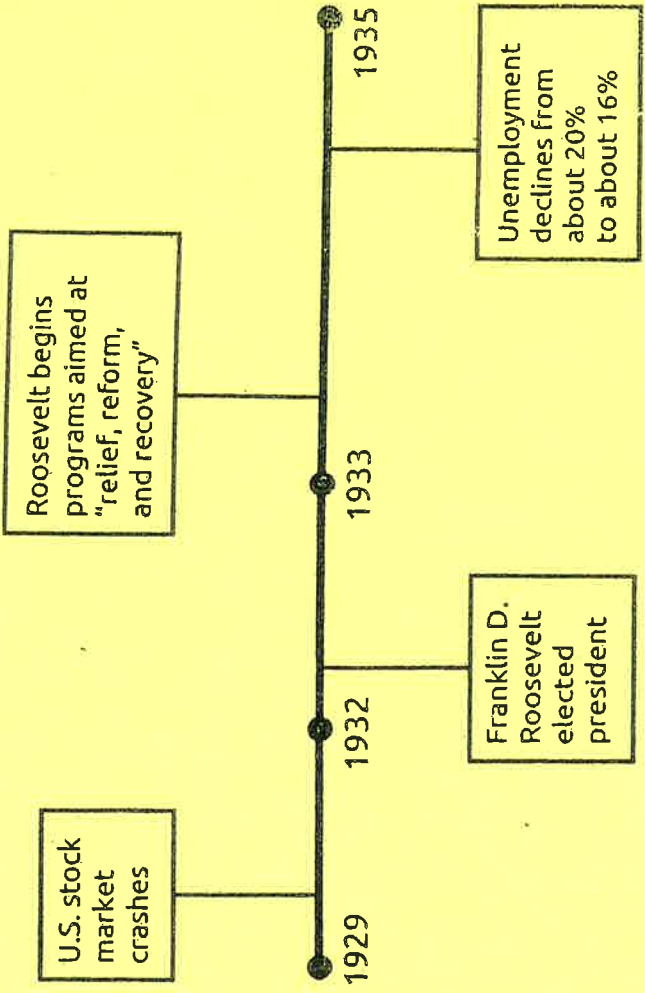 U.S. stock
market
crashes
Roosevelt begins
programs aimed at
“relief, reform,
and recovery”
1929
1932
1933
1935
Franklin D.
Roosevelt
elected
president
Unemployment
declines from
about 20%
to about 16%